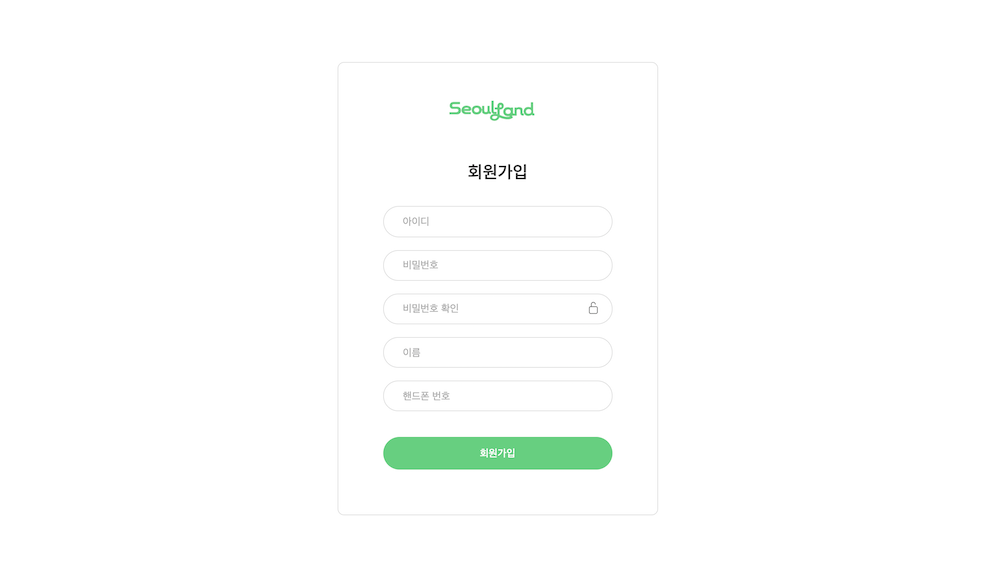 SeoulLand
회원가입
아이디
비밀번호
비밀번호 확인
이름
핸드폰 번호
회원가입